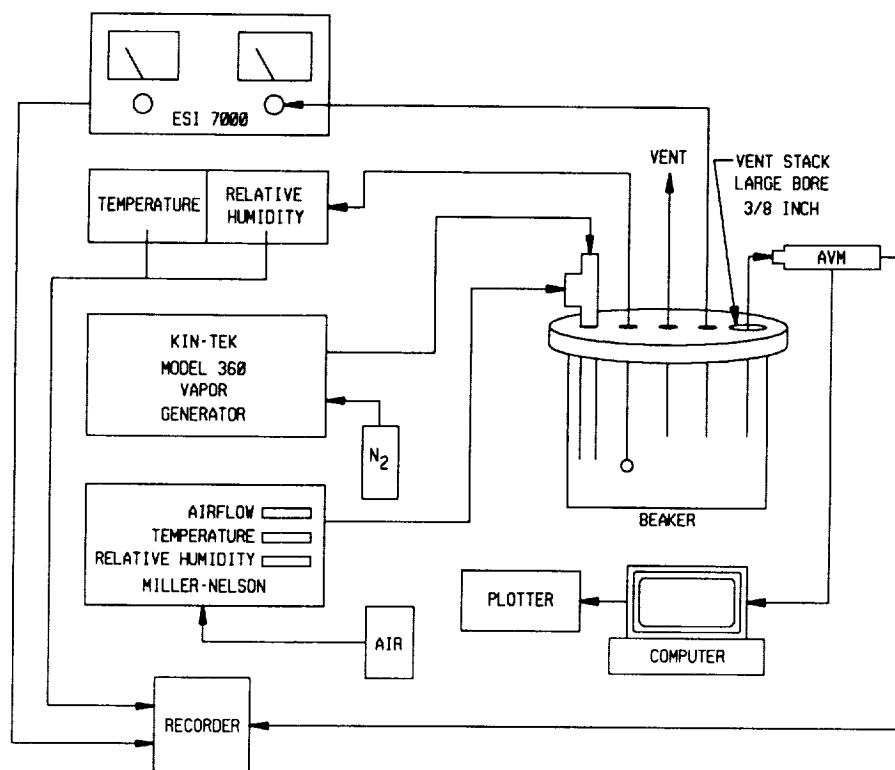 ESI 7000
TEMPERATURE
RELATIVE
HUMIDITY
VENT
VENT STACK
LARGE BORE
3/8 INCH
AVM
KIN-TEK
MODEL 360
VAPOR
GENERATOR
N2
BEAKER
AIRFLOW
TEMPERATURE
RELATIVE HUMIDITY
MILLER-NELSON
AIR
PLOTTER
COMPUTER
RECORDER